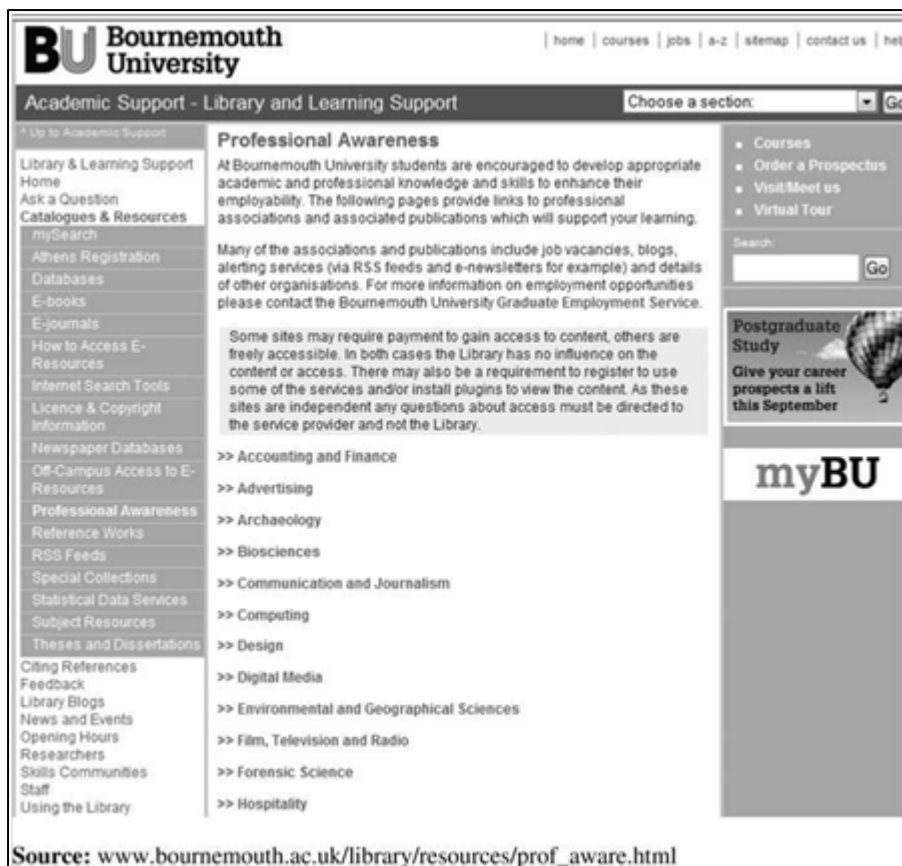 BU Bournemouth
University
| home | courses | jobs | a-z | sitemap | contact us | help
Academic Support - Library and Learning Support
Choose a section:
Go
^ Up to Academic Support
Library & Learning Support
Home
Ask a Question
Catalogues & Resources
mySearch
Athens Registration
Databases
E-books
E-journals
How to Access E-
Resources
Internet Search Tools
Licence & Copyright
Information
Newspaper Databases
Off-Campus Access to E-
Resources
Professional Awareness
Reference Works
RSS Feeds
Special Collections
Statistical Data Services
Subject Resources
Theses and Dissertations
Citing References
Feedback
Library Blogs
News and Events
Opening Hours
Researchers
Skills Communities
Staff
Using the Library
Professional Awareness
At Bournemouth University students are encouraged to develop appropriate
academic and professional knowledge and skills to enhance their
employability. The following pages provide links to professional
associations and associated publications which will support your learning.
Many of the associations and publications include job vacancies, blogs,
alerting services (via RSS feeds and e-newsletters for example) and details
of other organisations. For more information on employment opportunities
please contact the Bournemouth University Graduate Employment Service.
Some sites may require payment to gain access to content, others are
freely accessible. In both cases the Library has no influence on the
content or access. There may also be a requirement to register to use
some of the services and/or install plugins to view the content. As these
sites are independent any questions about access must be directed to
the service provider and not the Library.
>> Accounting and Finance
>> Advertising
>> Archaeology
>> Biosciences
>> Communication and Journalism
>> Computing
>> Design
>> Digital Media
>> Environmental and Geographical Sciences
>> Film, Television and Radio
>> Forensic Science
>> Hospitality
Courses
Order a Prospectus
Visit/Meet us
Virtual Tour
Search:
Go
Postgraduate
Study
Give your career
prospects a lift
this September
myBU
Source: www.bournemouth.ac.uk/library/resources/prof_aware.html